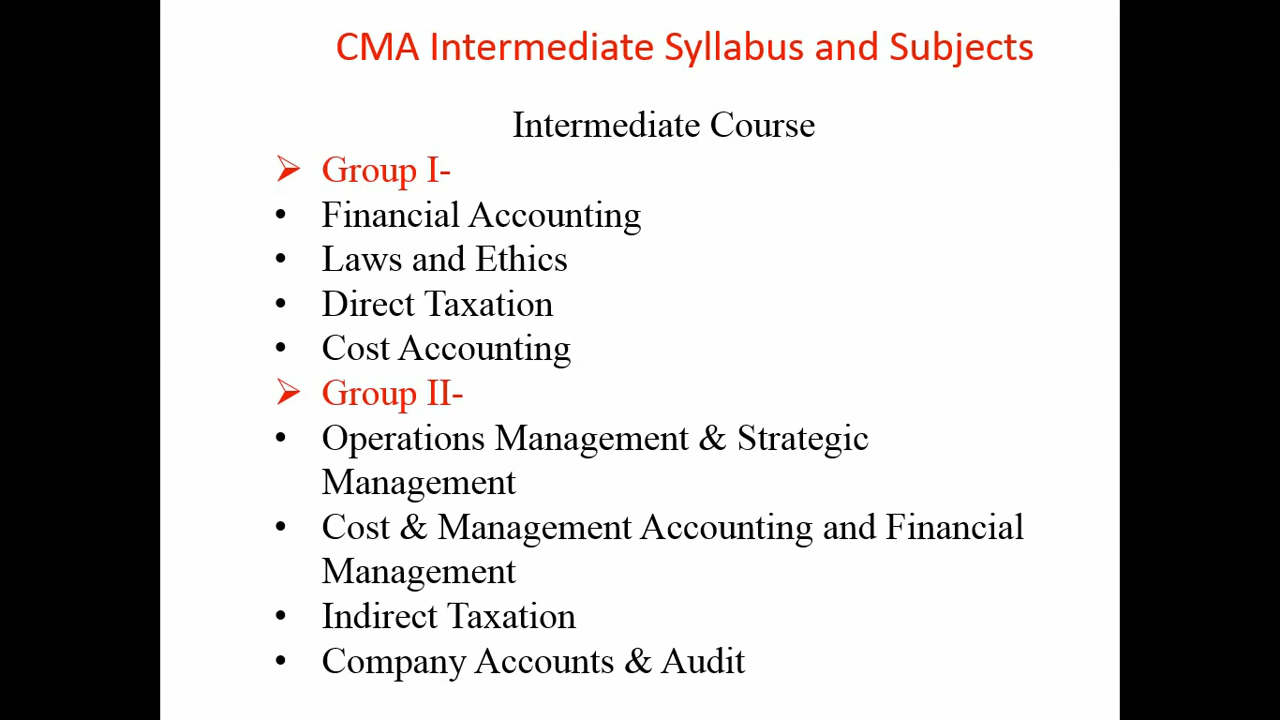 CMA Intermediate Syllabus and Subjects
Intermediate Course
➢ Group I-
• Financial Accounting
• Laws and Ethics
• Direct Taxation
• Cost Accounting
➢ Group II-
• Operations Management & Strategic
Management
• Cost & Management Accounting and Financial
Management
• Indirect Taxation
• Company Accounts & Audit